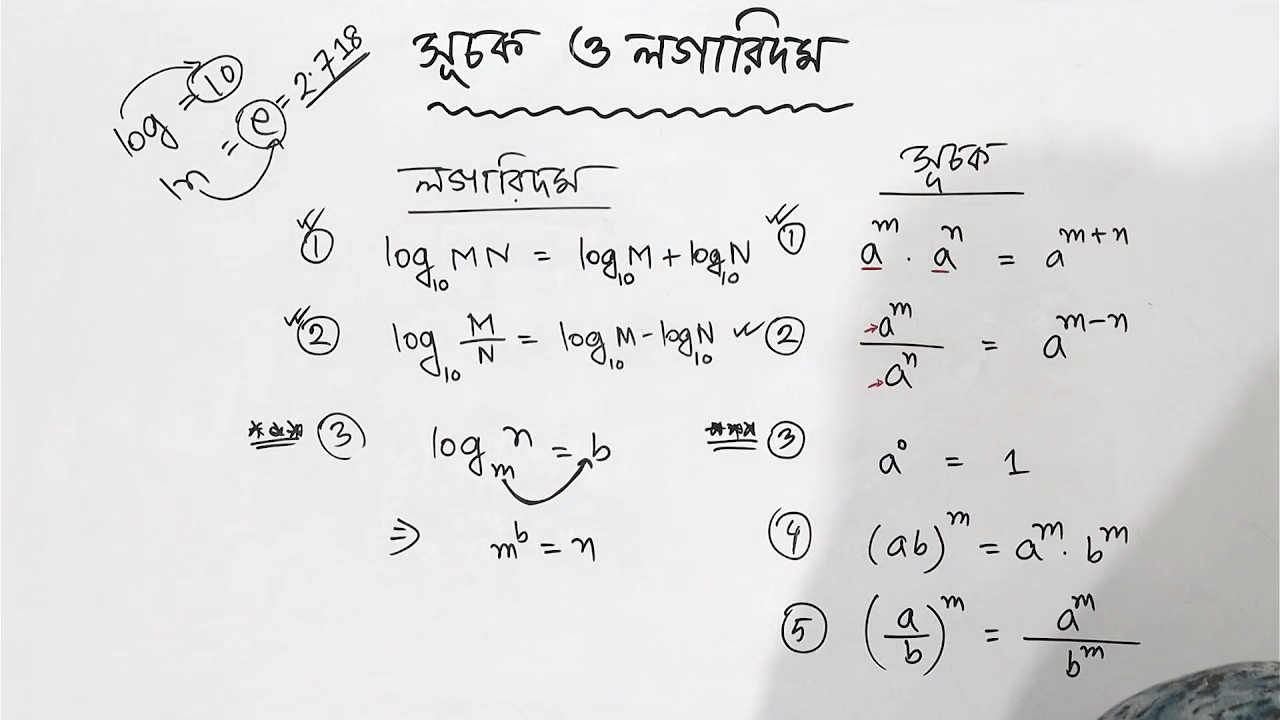 সূচক ও লগারিদম
log = 10
ln = e = 2.718
লগারিদম
① log₁₀ MN = log₁₀ M + log₁₀ N
② log₁₀ M/N = log₁₀ M - log₁₀ N
*** ③ logₘ n = b
⇒ mᵇ = n
সূচক
① aᵐ . aⁿ = aᵐ⁺ⁿ
② aᵐ/aⁿ = aᵐ⁻ⁿ
*** ③ a⁰ = 1
④ (ab)ᵐ = aᵐ . bᵐ
⑤ (a/b)ᵐ = aᵐ/bᵐ